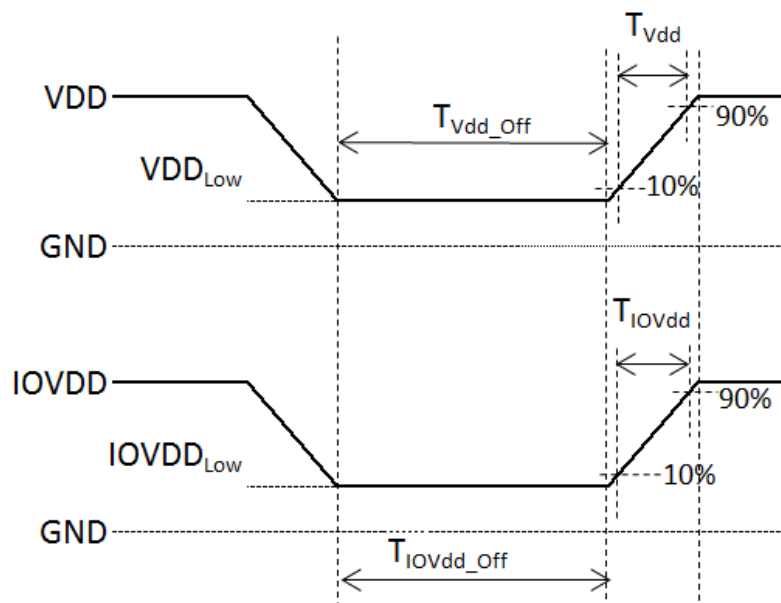 T_Vdd
VDD
90%
T_Vdd_Off
VDD_Low
10%
GND
T_IOVdd
IOVDD
90%
IOVDD_Low
10%
GND
T_IOVdd_Off